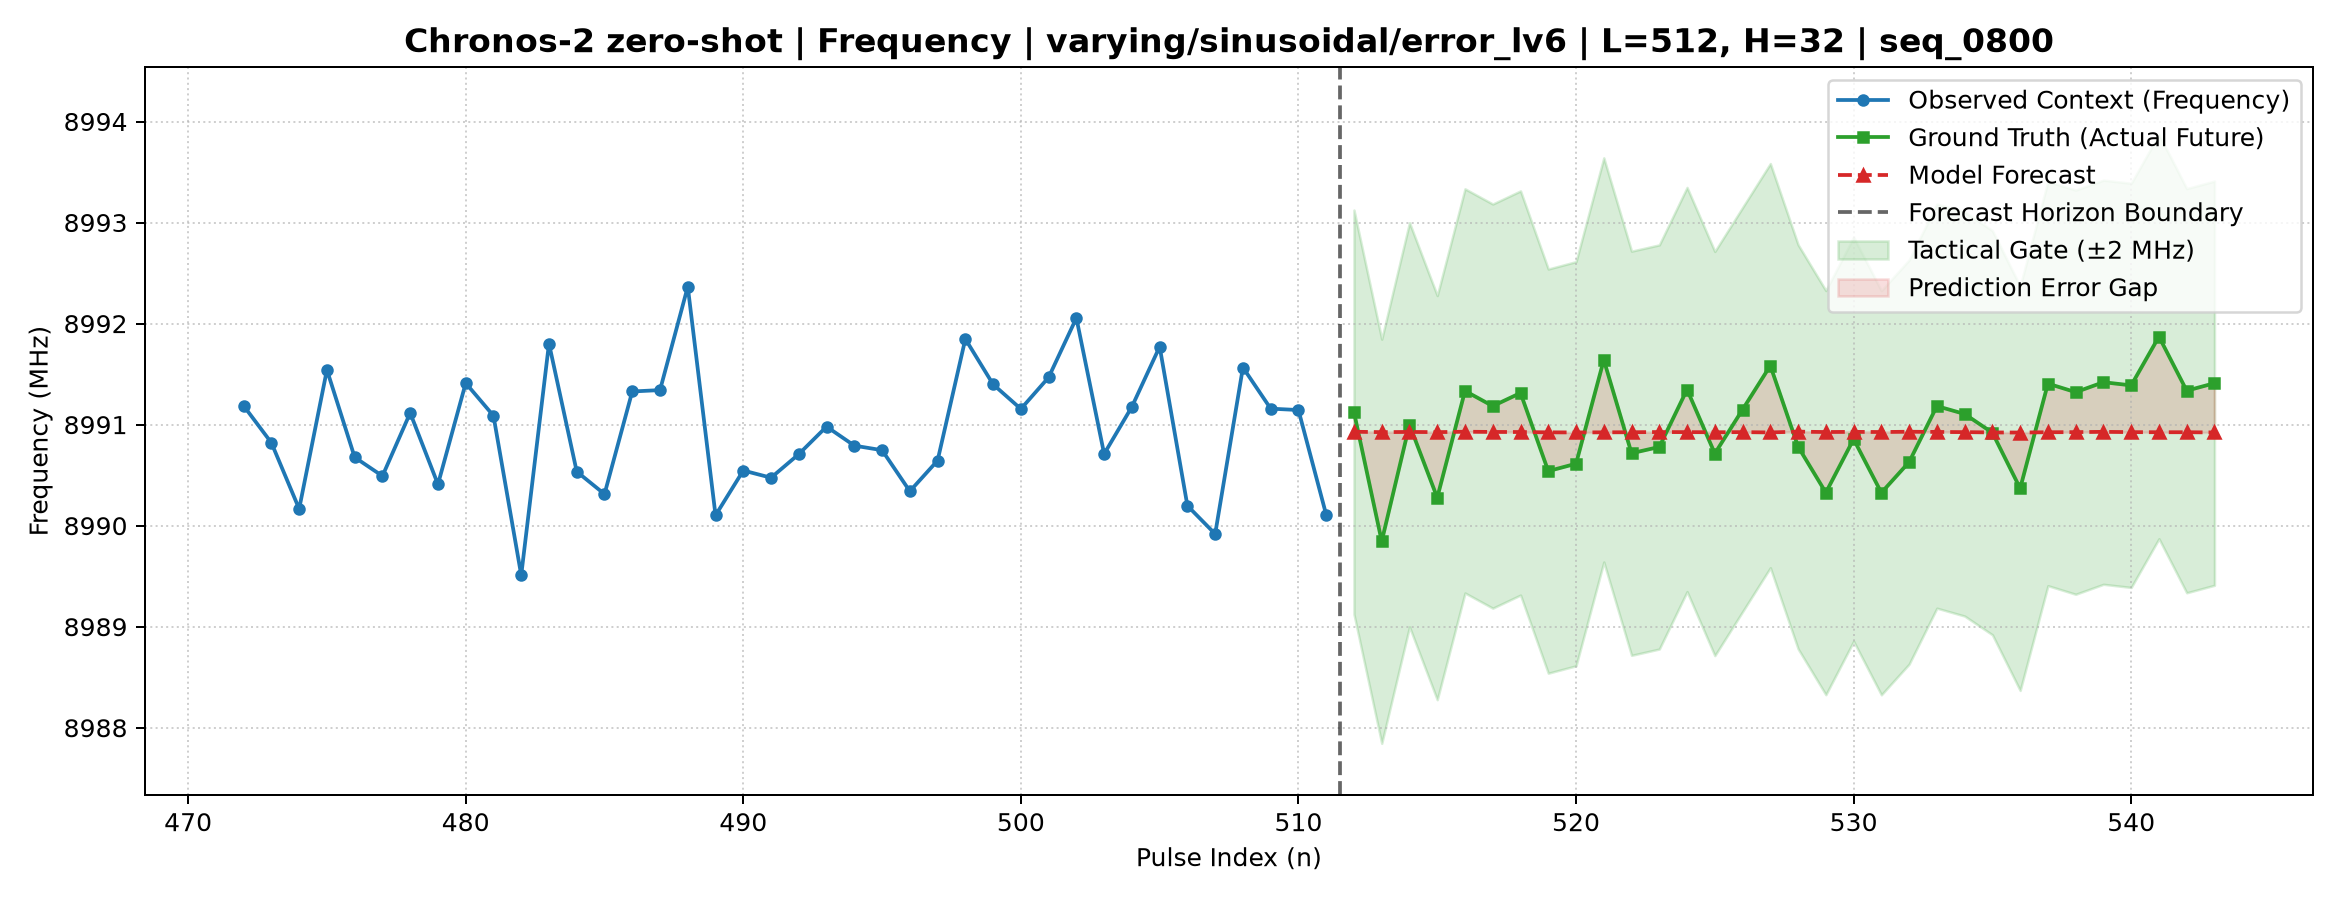 Chronos-2 zero-shot | Frequency | varying/sinusoidal/error_lv6 | L=512, H=32 | seq_0800
Observed Context (Frequency)
Ground Truth (Actual Future)
Model Forecast
Forecast Horizon Boundary
Tactical Gate (±2 MHz)
Prediction Error Gap
Frequency (MHz)
8994
8993
8992
8991
8990
8989
8988
470 480 490 500 510 520 530 540
Pulse Index (n)